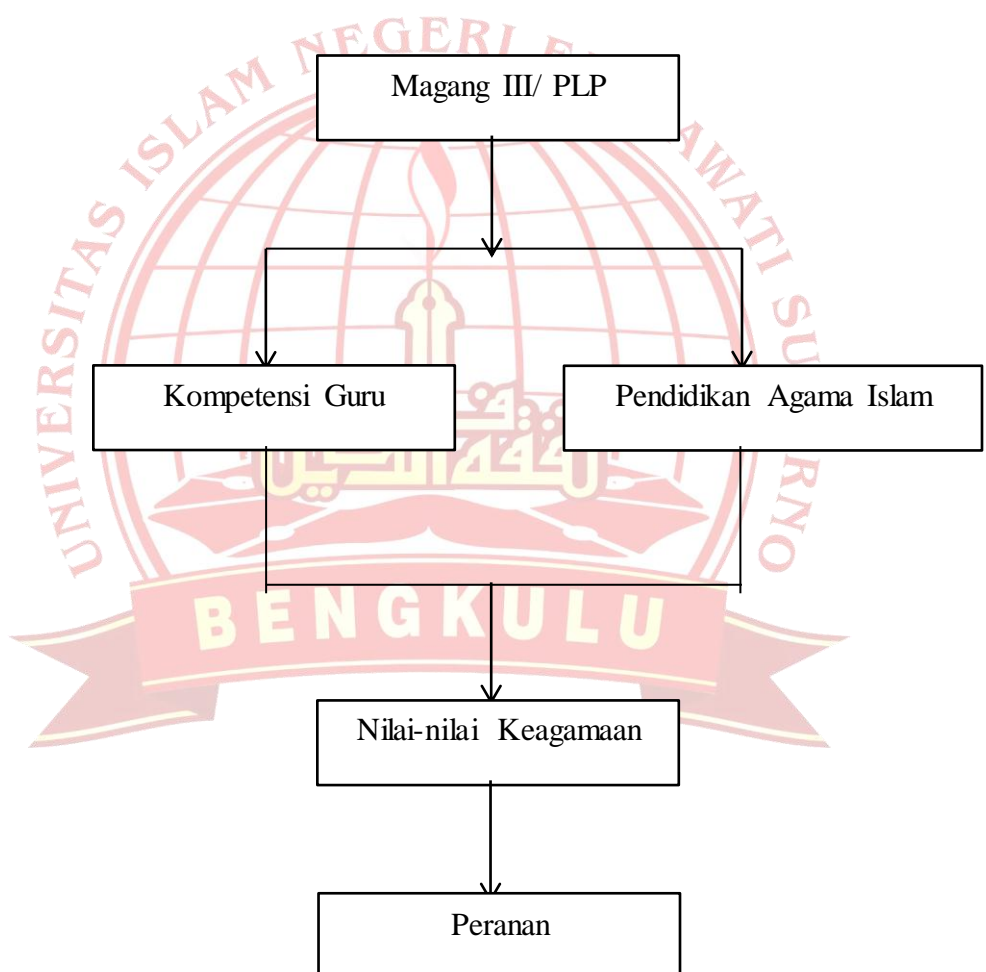 UNIVERSITAS ISLAM NEGERI
Magang III/ PLP
Kompetensi Guru
Pendidikan Agama Islam
BENGKULU
Nilai-nilai Keagamaan
Peranan